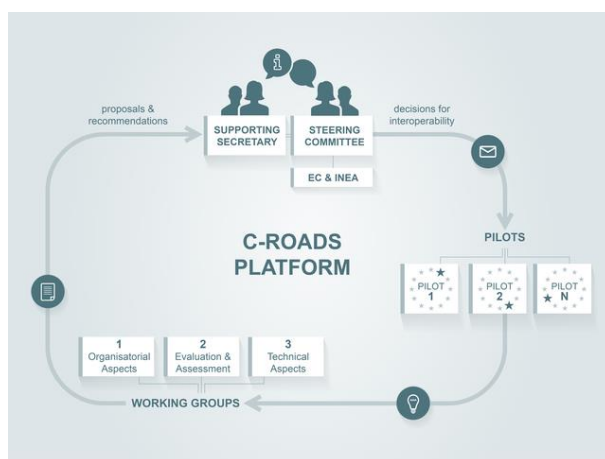 proposals &
recommendations
SUPPORTING
SECRETARY
STEERING
COMMITTEE
decisions for
interoperability
EC & INEA
C-ROADS
PLATFORM
PILOTS
PILOT
1
PILOT
2
PILOT
N
1
Organisatorial
Aspects
2
Evaluation &
Assessment
3
Technical
Aspects
WORKING GROUPS